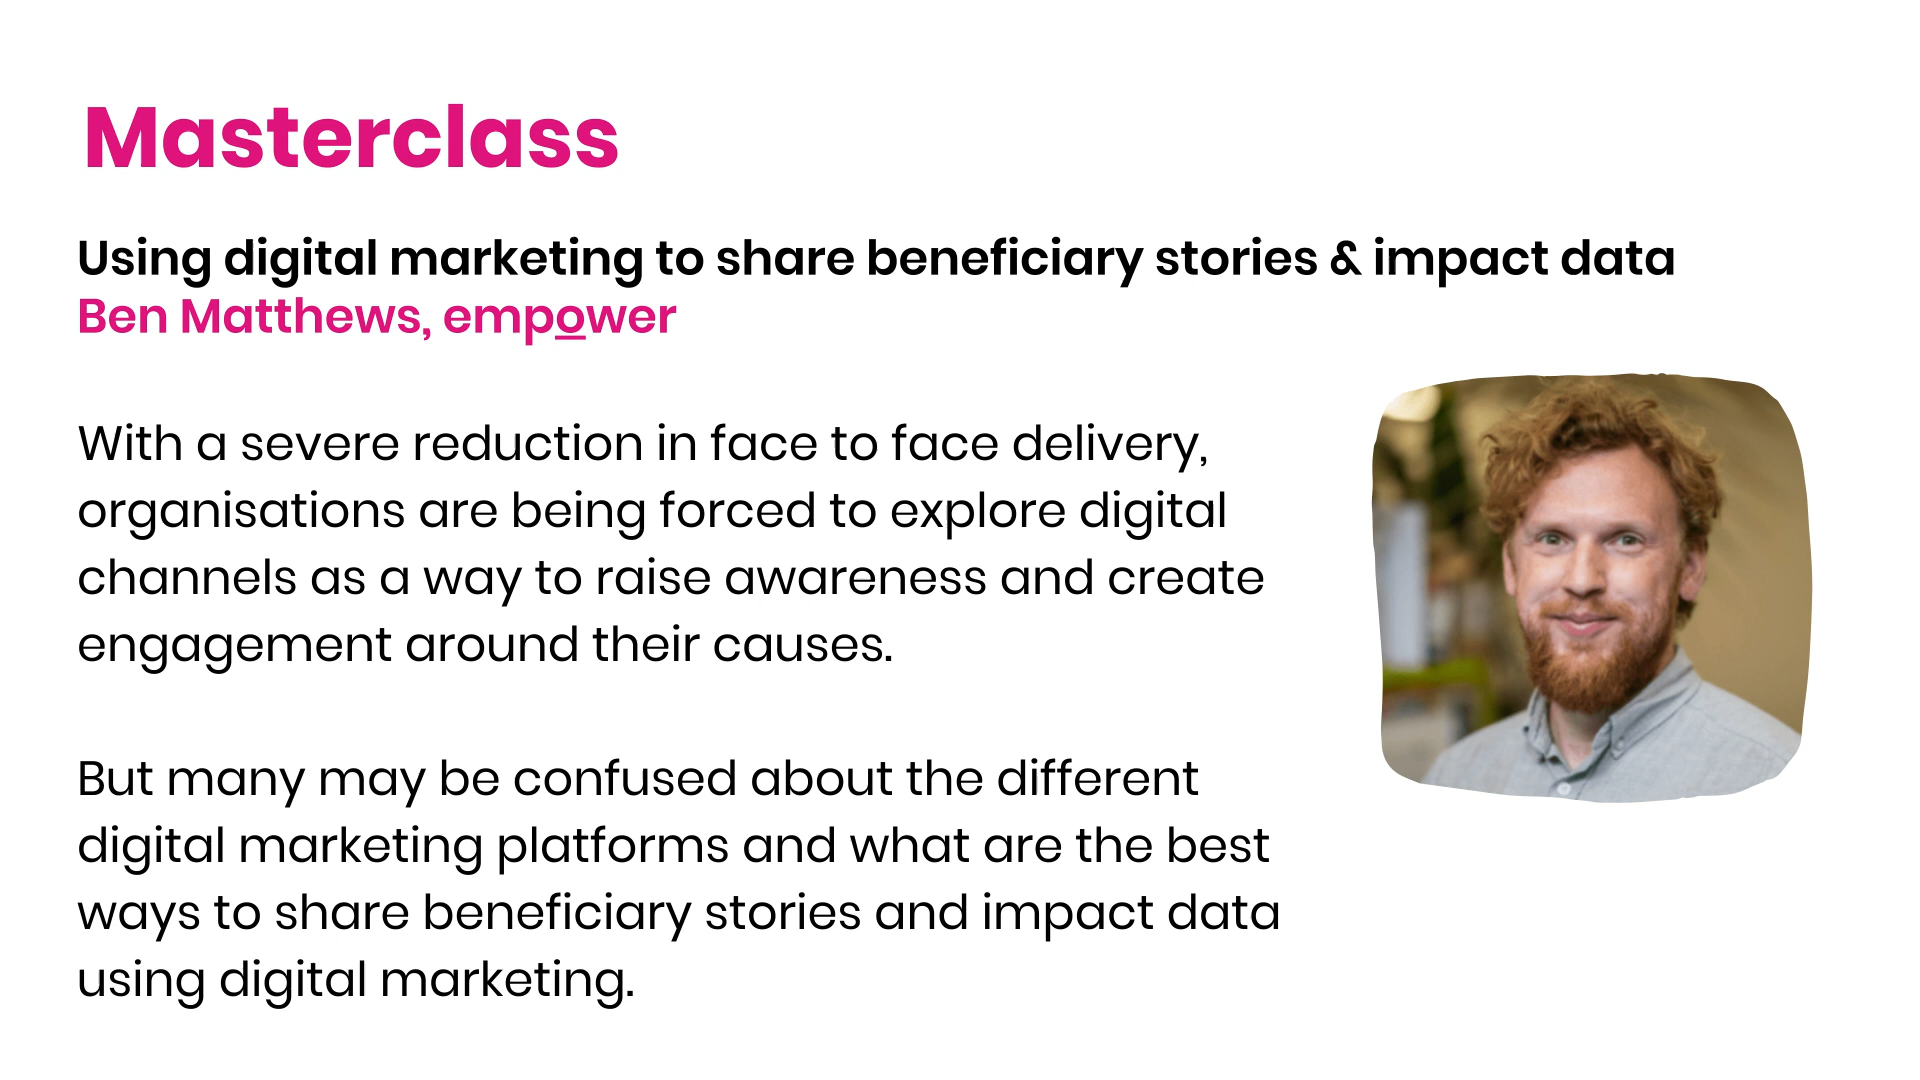 Masterclass
Using digital marketing to share beneficiary stories & impact data
Ben Matthews, empower
With a severe reduction in face to face delivery,
organisations are being forced to explore digital
channels as a way to raise awareness and create
engagement around their causes.
But many may be confused about the different
digital marketing platforms and what are the best
ways to share beneficiary stories and impact data
using digital marketing.